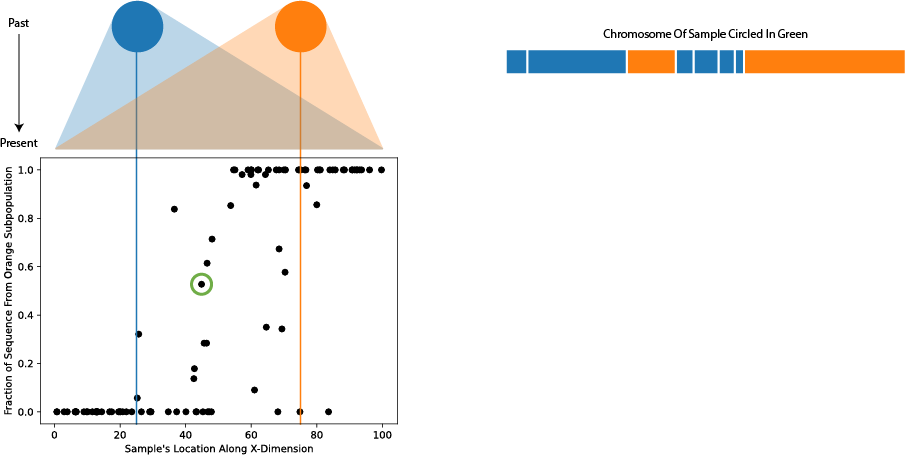 Past
Present
Chromosome Of Sample Circled In Green
Fraction of Sequence From Orange Subpopulation
1.0
0.8
0.6
0.4
0.2
0.0
0 20 40 60 80 100
Sample's Location Along X-Dimension